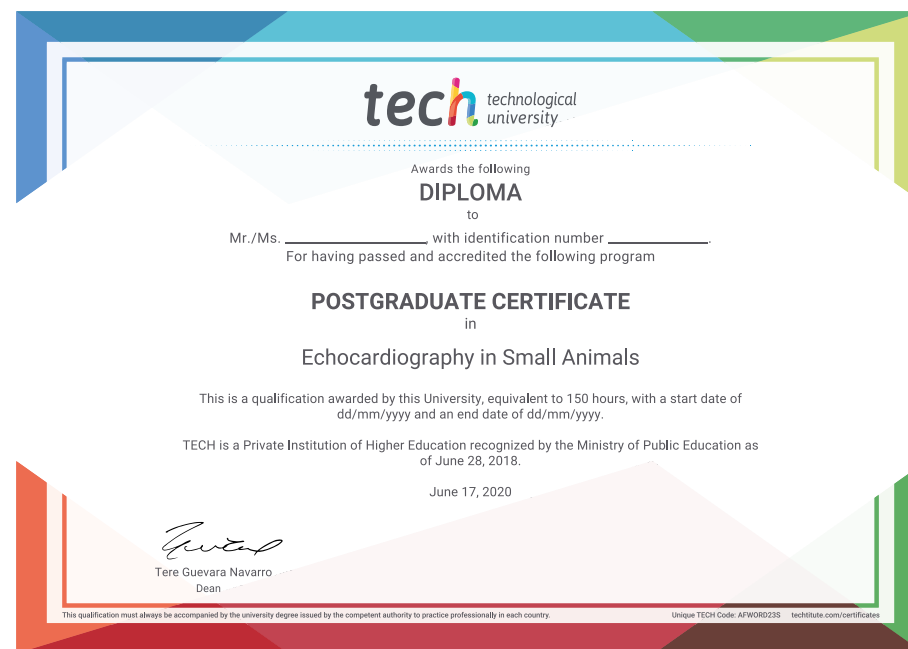 tech technological
university
Awards the following
DIPLOMA
to
Mr./Ms. ____________________, with identification number ______________.
For having passed and accredited the following program
POSTGRADUATE CERTIFICATE
in
Echocardiography in Small Animals
This is a qualification awarded by this University, equivalent to 150 hours, with a start date of
dd/mm/yyyy and an end date of dd/mm/yyyy.
TECH is a Private Institution of Higher Education recognized by the Ministry of Public Education as
of June 28, 2018.
June 17, 2020
Tere Guevara Navarro
Dean
This qualification must always be accompanied by the university degree issued by the competent authority to practice professionally in each country. Unique TECH Code: AFWORD23S techtitute.com/certificates